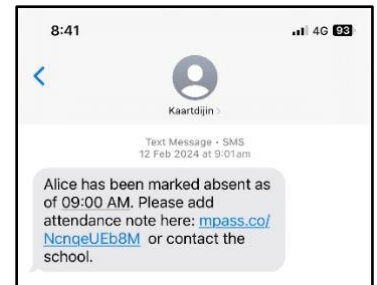 8:41
4G 93
Kaartdijin
Text Message • SMS
12 Feb 2024 at 9:01am
Alice has been marked absent as
of 09:00 AM. Please add
attendance note here: mpass.co/
NcnqeUEb8M or contact the
school.